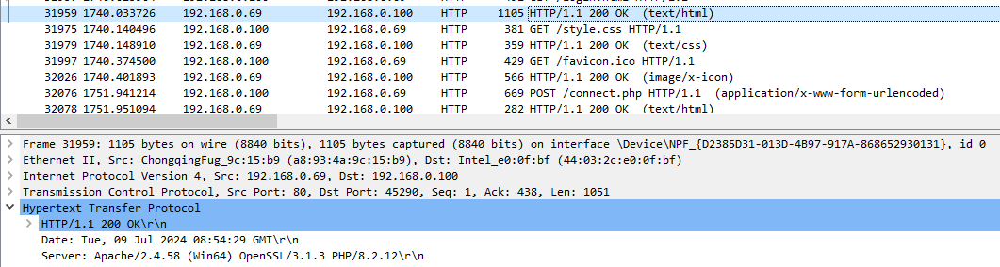 31959 1740.033726 192.168.0.69 192.168.0.100 HTTP 1105 HTTP/1.1 200 OK (text/html)
31975 1740.140496 192.168.0.100 192.168.0.69 HTTP 381 GET /style.css HTTP/1.1
31979 1740.148910 192.168.0.69 192.168.0.100 HTTP 359 HTTP/1.1 200 OK (text/css)
31997 1740.374500 192.168.0.100 192.168.0.69 HTTP 429 GET /favicon.ico HTTP/1.1
32026 1740.401893 192.168.0.69 192.168.0.100 HTTP 566 HTTP/1.1 200 OK (image/x-icon)
32076 1751.941214 192.168.0.100 192.168.0.69 HTTP 669 POST /connect.php HTTP/1.1 (application/x-www-form-urlencoded)
32078 1751.951094 192.168.0.69 192.168.0.100 HTTP 282 HTTP/1.1 200 OK (text/html)
Frame 31959: 1105 bytes on wire (8840 bits), 1105 bytes captured (8840 bits) on interface \Device\NPF_{D2385D31-013D-4B97-917A-868652930131}, id 0
Ethernet II, Src: ChongqingFug_9c:15:b9 (a8:93:4a:9c:15:b9), Dst: Intel_e0:0f:bf (44:03:2c:e0:0f:bf)
Internet Protocol Version 4, Src: 192.168.0.69, Dst: 192.168.0.100
Transmission Control Protocol, Src Port: 80, Dst Port: 45290, Seq: 1, Ack: 438, Len: 1051
Hypertext Transfer Protocol
HTTP/1.1 200 OK\r\n
Date: Tue, 09 Jul 2024 08:54:29 GMT\r\n
Server: Apache/2.4.58 (Win64) OpenSSL/3.1.3 PHP/8.2.12\r\n